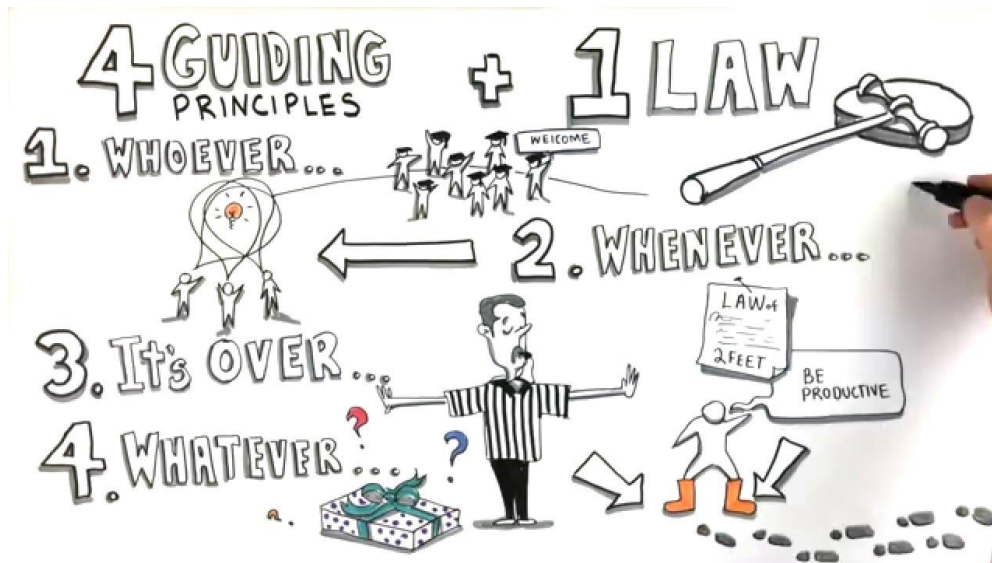 4 GUIDING
PRINCIPLES
+
1 LAW
1. WHOEVER...
WELCOME
2. WHENEVER...
3. It's OVER...
4. WHATEVER....
?
?
LAW of
2 FEET
BE
PRODUCTIVE